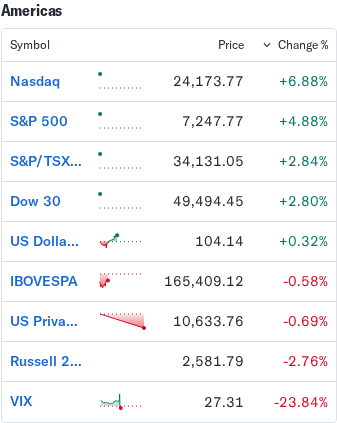 Americas
Symbol Price Change %
Nasdaq 24,173.77 +6.88%
S&P 500 7,247.77 +4.88%
S&P/TSX... 34,131.05 +2.84%
Dow 30 49,494.45 +2.80%
US Dolla... 104.14 +0.32%
IBOVESPA 165,409.12 -0.58%
US Priva... 10,633.76 -0.69%
Russell 2... 2,581.79 -2.76%
VIX 27.31 -23.84%